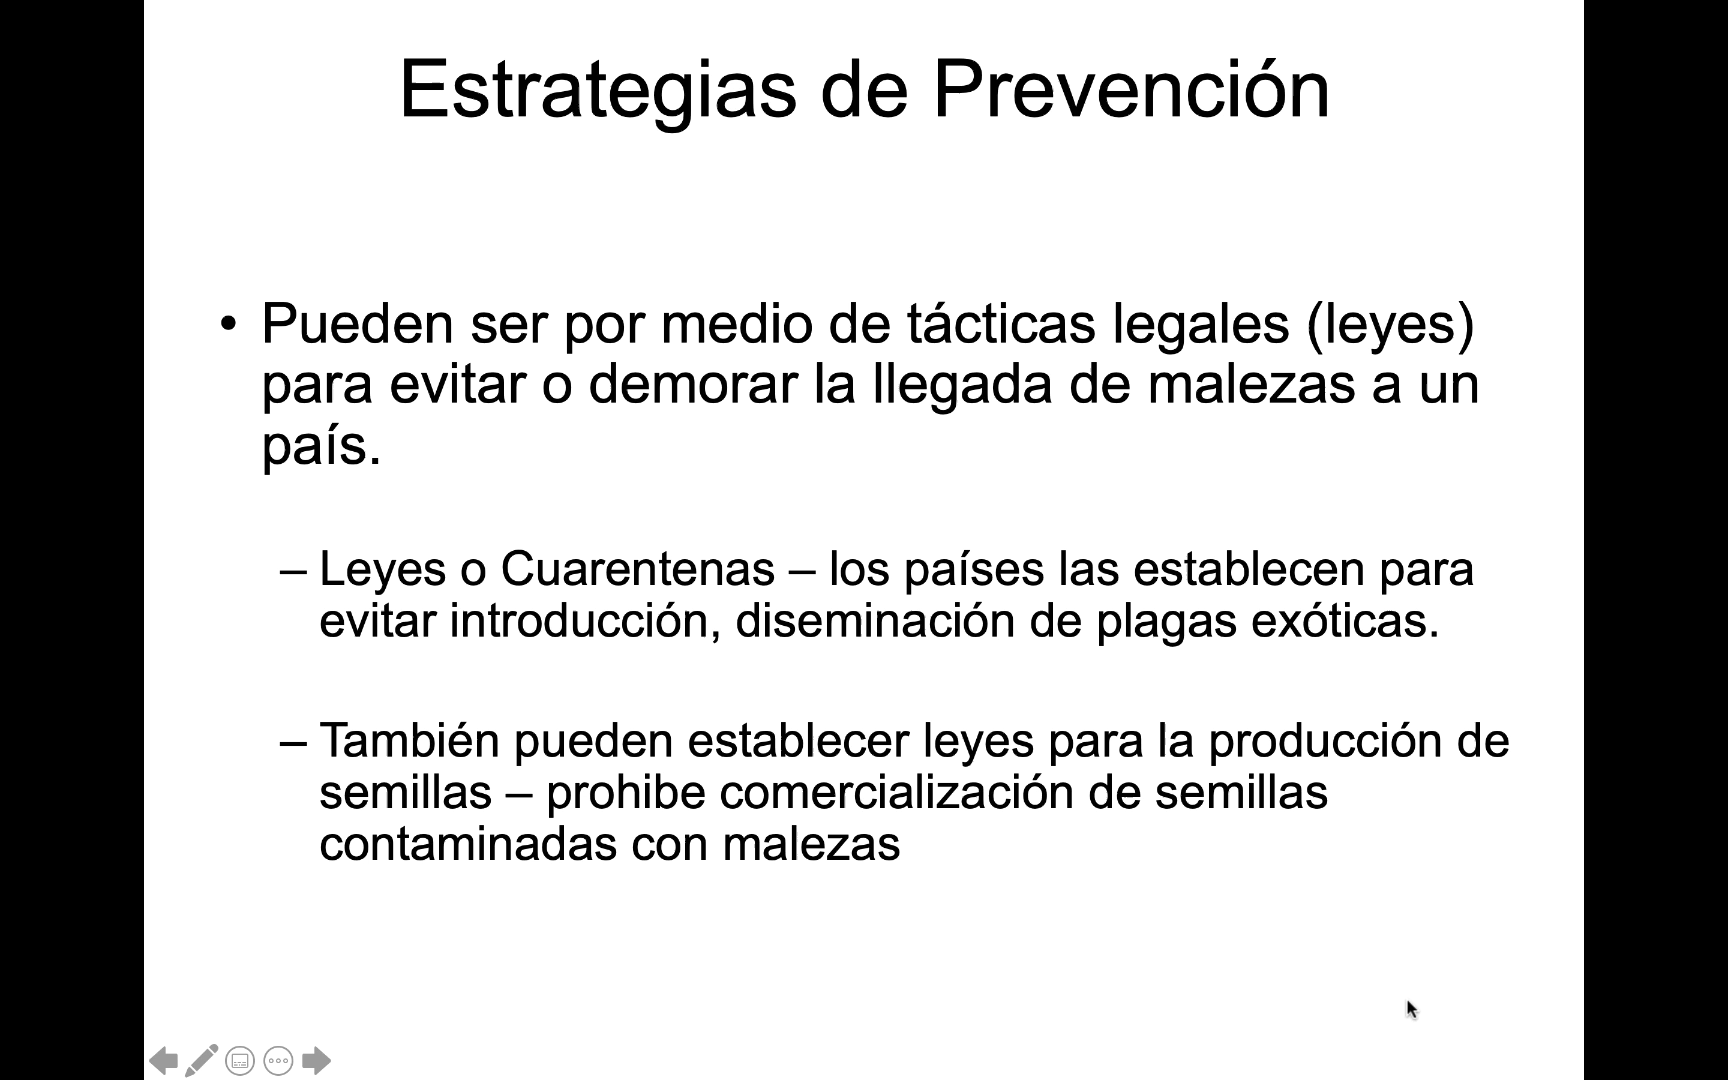 Estrategias de Prevención
• Pueden ser por medio de tácticas legales (leyes)
para evitar o demorar la llegada de malezas a un
país.
– Leyes o Cuarentenas – los países las establecen para
evitar introducción, diseminación de plagas exóticas.
– También pueden establecer leyes para la producción de
semillas – prohibe comercialización de semillas
contaminadas con malezas